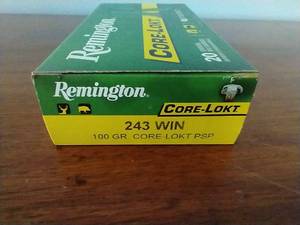 Remington
CORE-LOKT
20
Remington
CORE-LOKT
243 WIN
100 GR. CORE-LOKT PSP